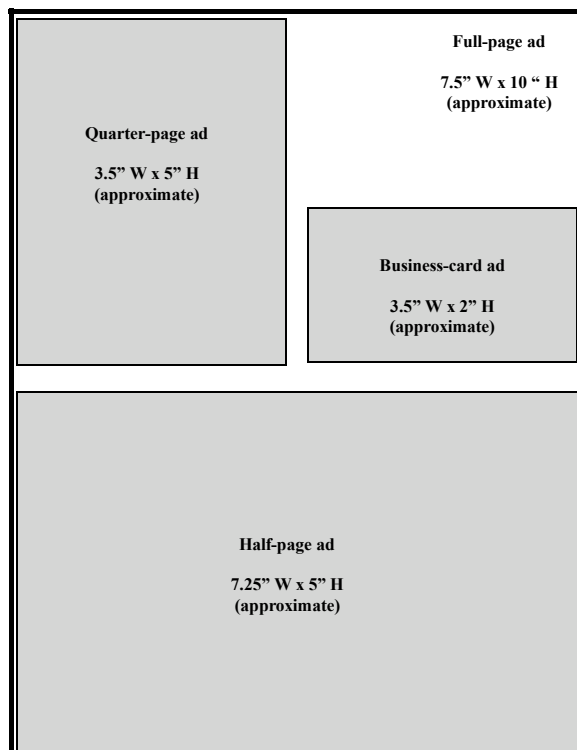 Full-page ad
7.5” W x 10 “ H
(approximate)
Quarter-page ad
3.5” W x 5” H
(approximate)
Business-card ad
3.5” W x 2” H
(approximate)
Half-page ad
7.25” W x 5” H
(approximate)